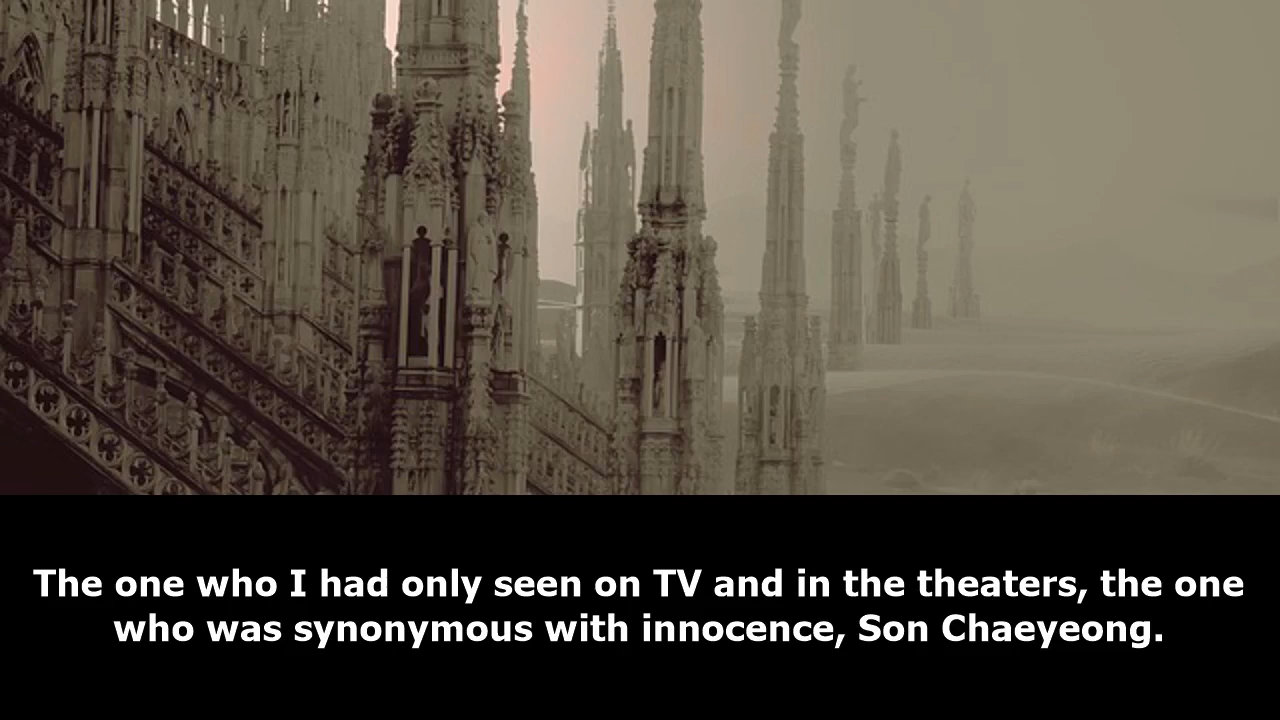 The one who I had only seen on TV and in the theaters, the one
who was synonymous with innocence, Son Chaeyeong.